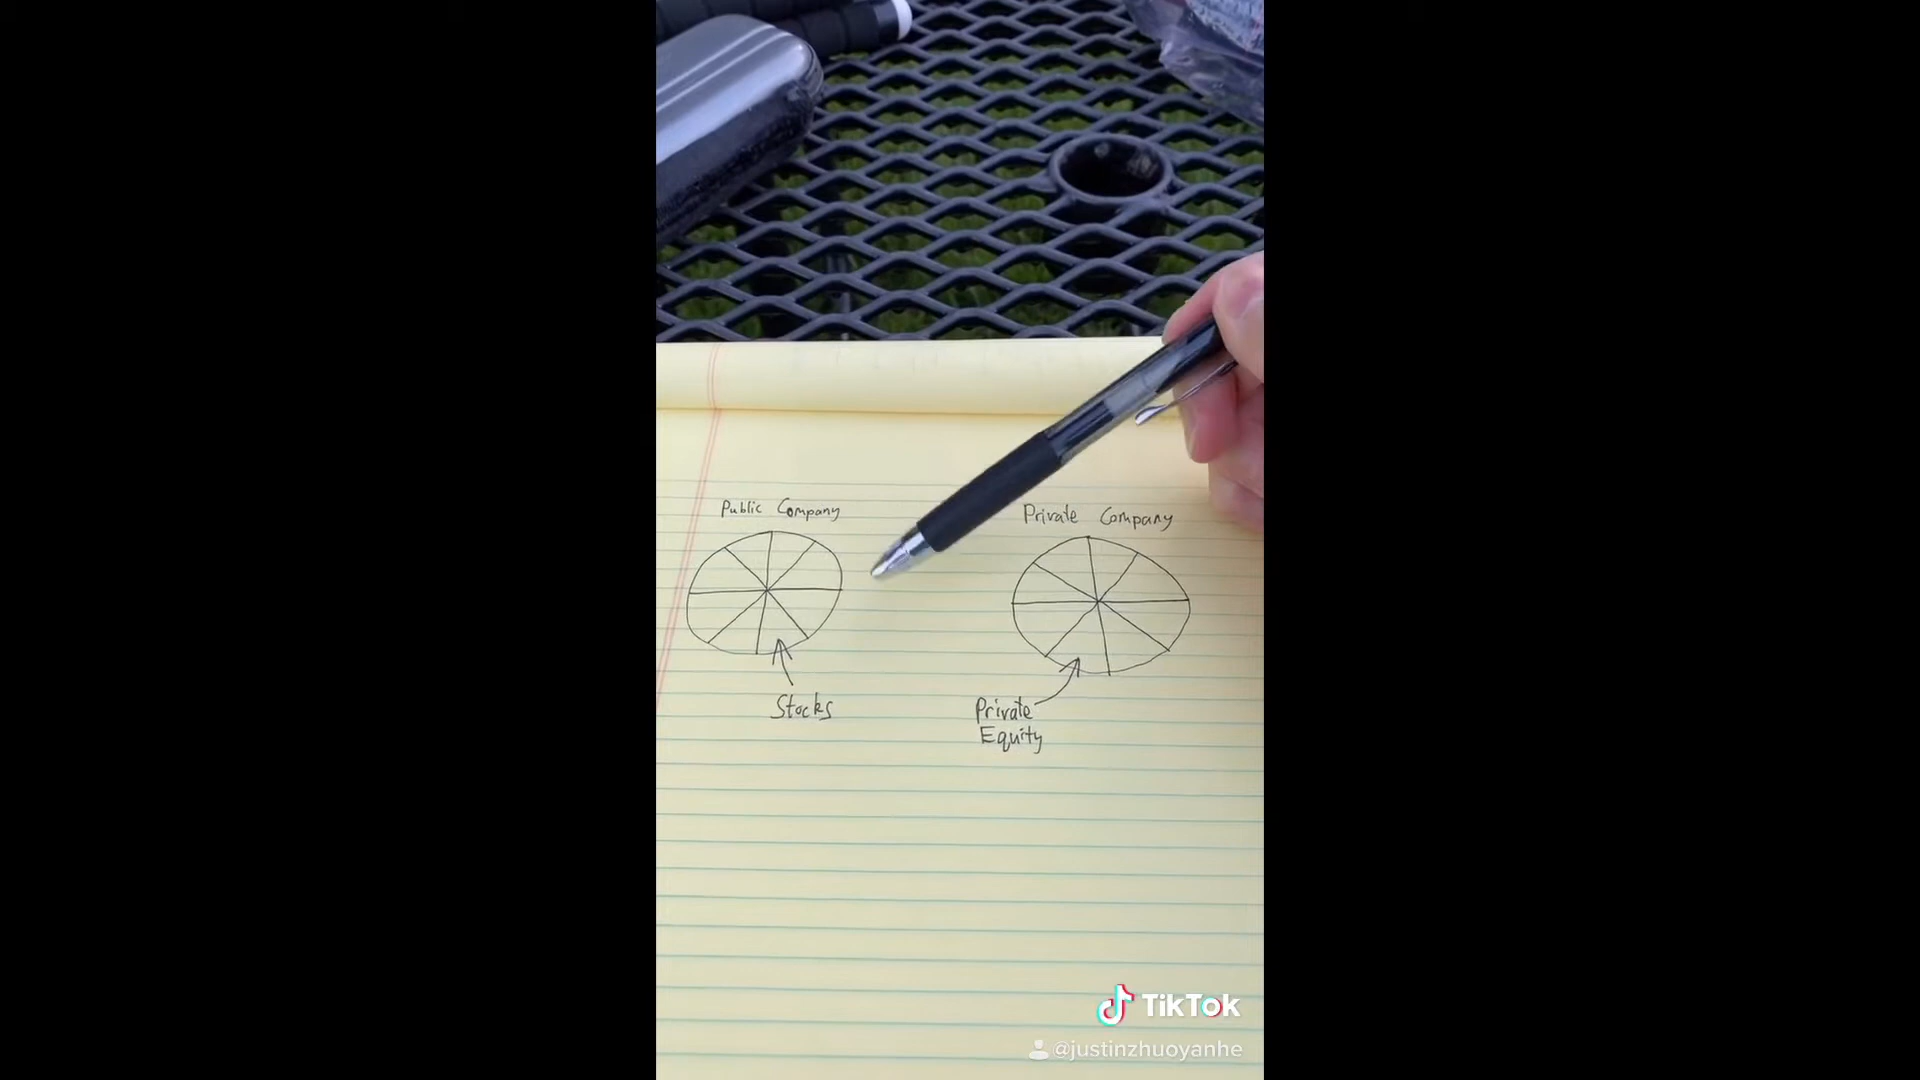 Public Company
Private Company
Stocks
Private
Equity
TikTok
@justinzhuoyanhe